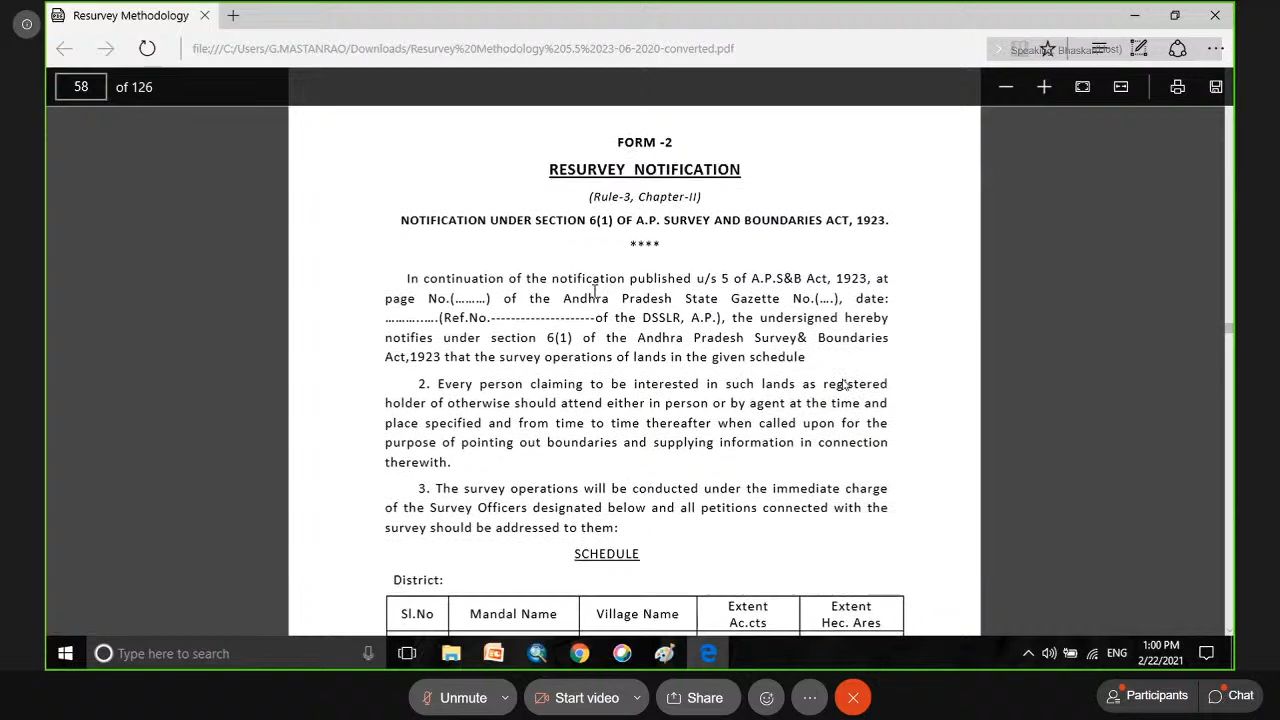 Resurvey Methodology
file:///C:/Users/G.MASTANRAO/Downloads/Resurvey%20Methodology%205.5%2023-06-2020-converted.pdf
58 of 126
FORM -2
RESURVEY NOTIFICATION
(Rule-3, Chapter-II)
NOTIFICATION UNDER SECTION 6(1) OF A.P. SURVEY AND BOUNDARIES ACT, 1923.
****
In continuation of the notification published u/s 5 of A.P.S&B Act, 1923, at
page No.(………) of the Andhra Pradesh State Gazette No.(….), date:
………..….(Ref.No.---------------------of the DSSLR, A.P.), the undersigned hereby
notifies under section 6(1) of the Andhra Pradesh Survey& Boundaries
Act,1923 that the survey operations of lands in the given schedule
2. Every person claiming to be interested in such lands as registered
holder of otherwise should attend either in person or by agent at the time and
place specified and from time to time thereafter when called upon for the
purpose of pointing out boundaries and supplying information in connection
therewith.
3. The survey operations will be conducted under the immediate charge
of the Survey Officers designated below and all petitions connected with the
survey should be addressed to them:
SCHEDULE
District:
Sl.No Mandal Name Village Name Extent Ac.cts Extent Hec. Ares
Type here to search
ENG
1:00 PM
2/22/2021
Unmute Start video Share Participants Chat